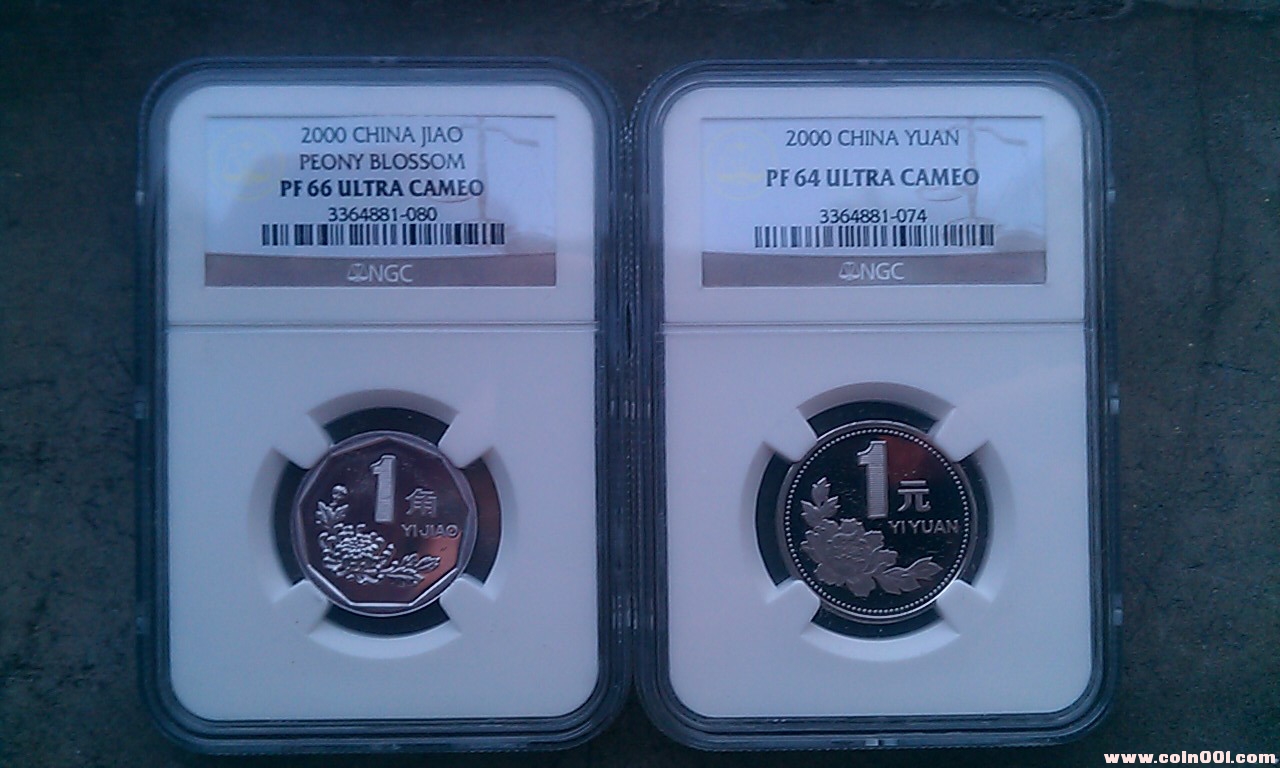 2000 CHINA JIAO
PEONY BLOSSOM
PF 66 ULTRA CAMEO
3364881-080
NGC
1角
YI JIAO
2000 CHINA YUAN
PF 64 ULTRA CAMEO
3364881-074
NGC
1元
YI YUAN
www.coin001.com